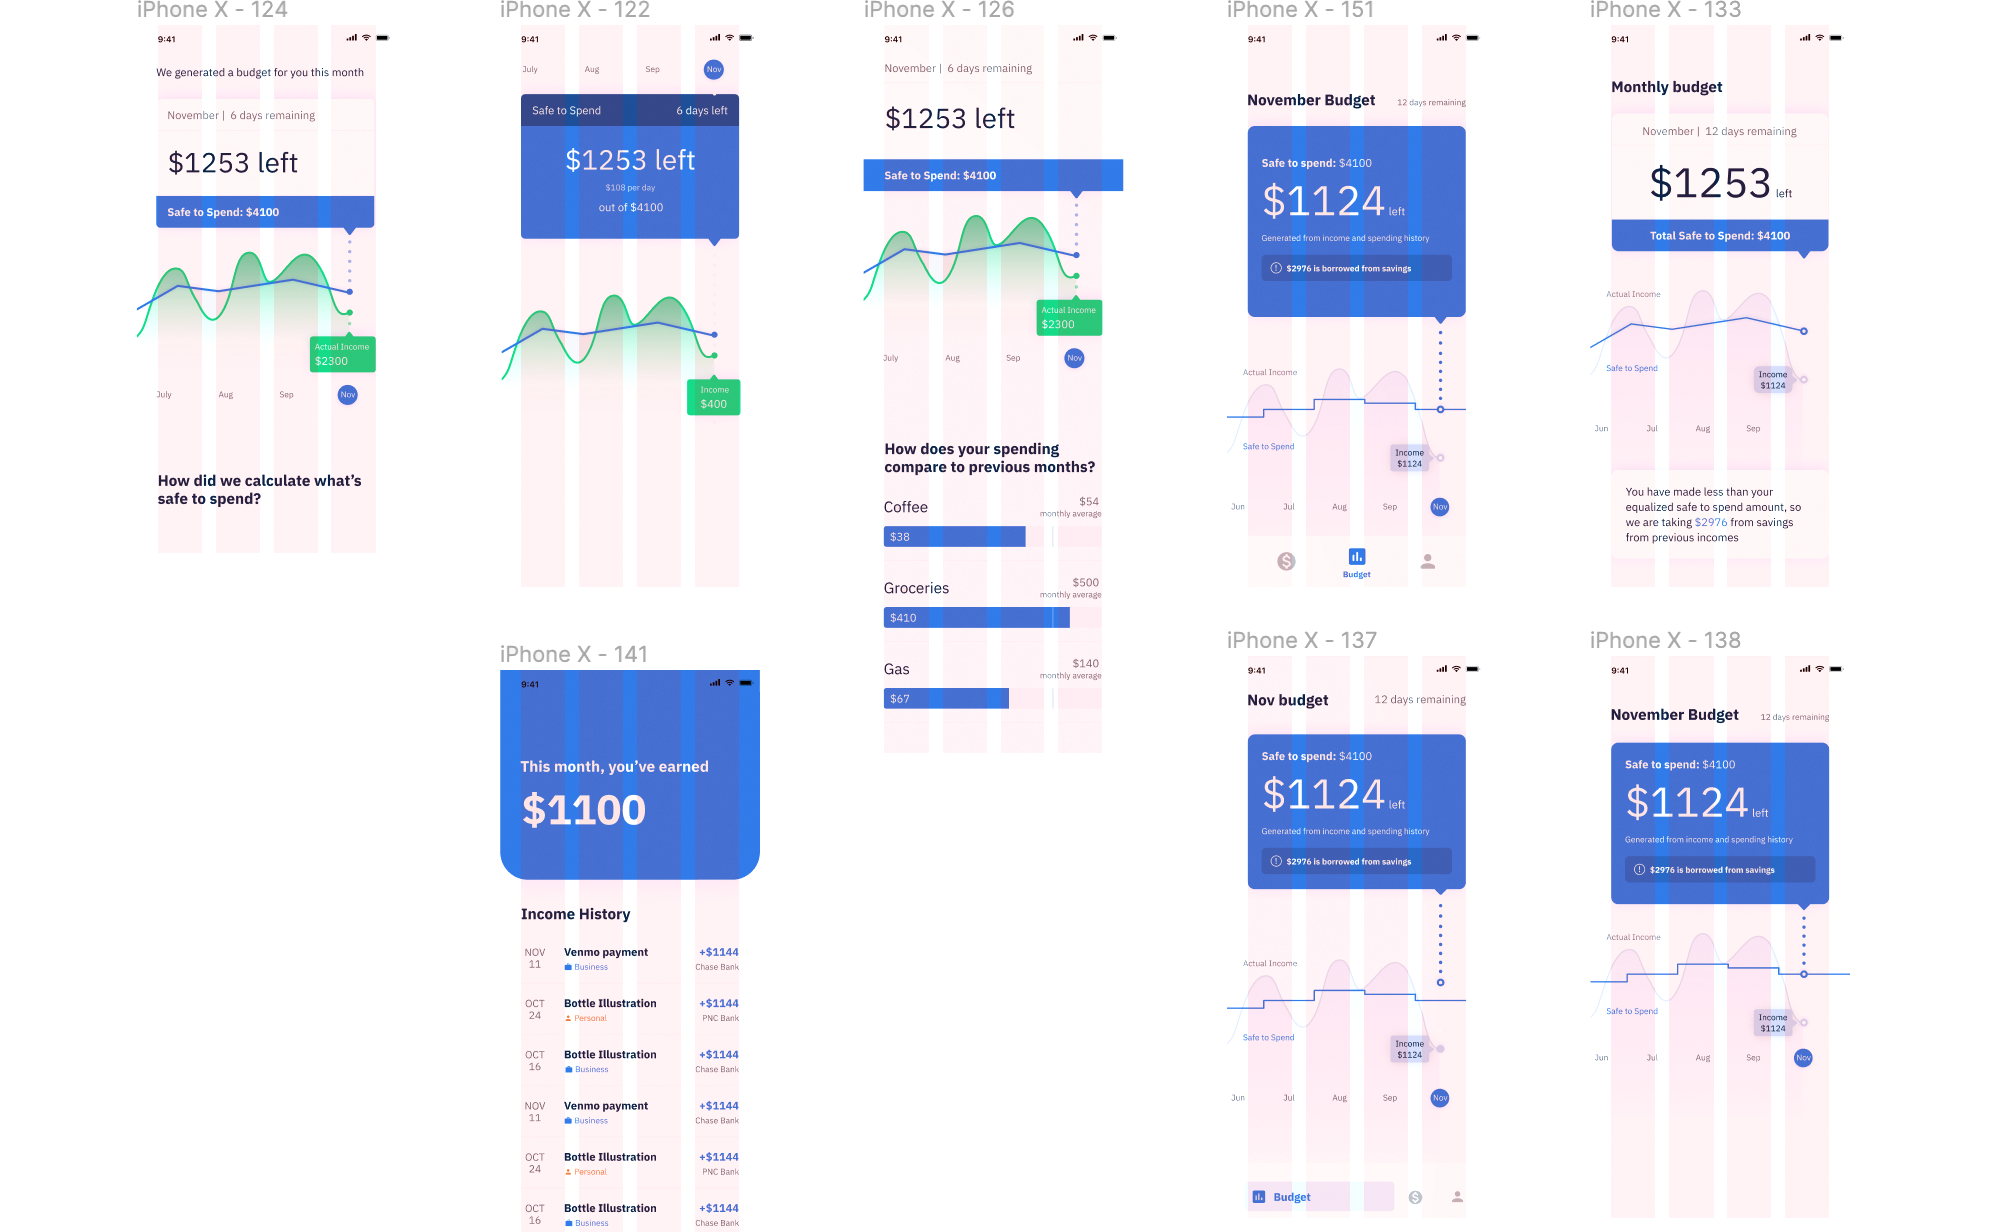 iPhone X - 124
9:41
We generated a budget for you this month
November | 6 days remaining
$1253 left
Safe to Spend: $4100
Actual Income
$2300
July Aug Sep Nov
How did we calculate what's
safe to spend?
iPhone X - 122
9:41
July Aug Sep Nov
Safe to Spend 6 days left
$1253 left
$108 per day
out of $4100
Income
$400
iPhone X - 126
9:41
November | 6 days remaining
$1253 left
Safe to Spend: $4100
Actual Income
$2300
July Aug Sep Nov
How does your spending
compare to previous months?
Coffee $54
monthly average
$38
Groceries $500
monthly average
$410
Gas $140
monthly average
$67
iPhone X - 151
9:41
November Budget 12 days remaining
Safe to spend: $4100
$1124 left
Generated from income and spending history
$2976 is borrowed from savings
Actual Income
Safe to Spend
Income
$1124
Jun Jul Aug Sep Nov
Budget
iPhone X - 133
9:41
Monthly budget
November | 12 days remaining
$1253 left
Total Safe to Spend: $4100
Actual Income
Safe to Spend
Income
$1124
Jun Jul Aug Sep
You have made less than your
equalized safe to spend amount, so
we are taking $2976 from savings
from previous incomes
iPhone X - 141
9:41
This month, you've earned
$1100
Income History
NOV Venmo payment +$1144
11 Business Chase Bank
OCT Bottle Illustration +$1144
24 Personal PNC Bank
OCT Bottle Illustration +$1144
16 Business Chase Bank
NOV Venmo payment +$1144
11 Business Chase Bank
OCT Bottle Illustration +$1144
24 Personal PNC Bank
OCT Bottle Illustration +$1144
16 Business Chase Bank
iPhone X - 137
9:41
Nov budget 12 days remaining
Safe to spend: $4100
$1124 left
Generated from income and spending history
$2976 is borrowed from savings
Actual Income
Safe to Spend
Income
$1124
Jun Jul Aug Sep Nov
Budget
iPhone X - 138
9:41
November Budget 12 days remaining
Safe to spend: $4100
$1124 left
Generated from income and spending history
$2976 is borrowed from savings
Actual Income
Safe to Spend
Income
$1124
Jun Jul Aug Sep Nov